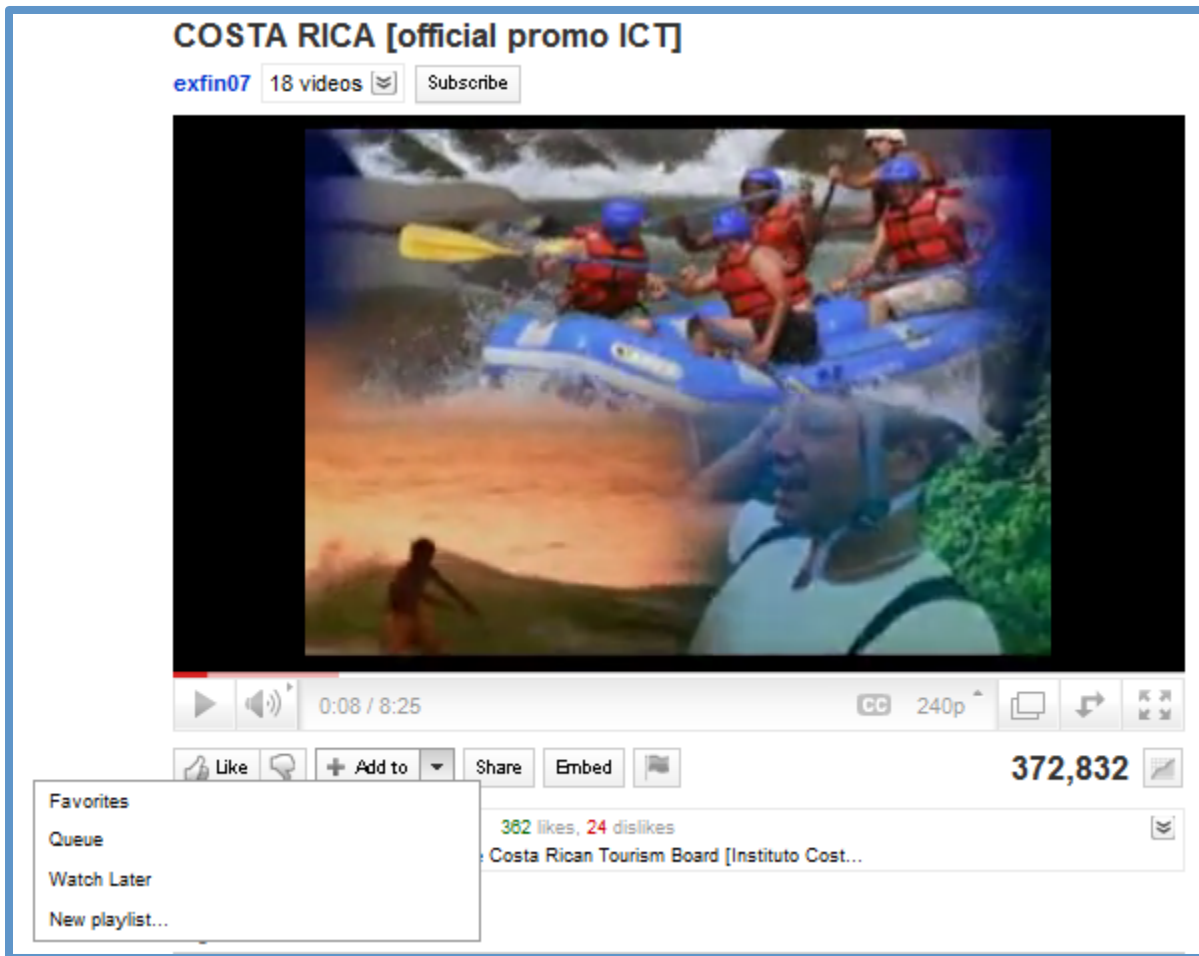 COSTA RICA [official promo ICT]
exfin07 18 videos Subscribe
0:08 / 8:25 CC 240p
Like Add to Share Embed 372,832
Favorites
Queue
Watch Later
New playlist...
362 likes, 24 dislikes
Costa Rican Tourism Board [Instituto Cost...